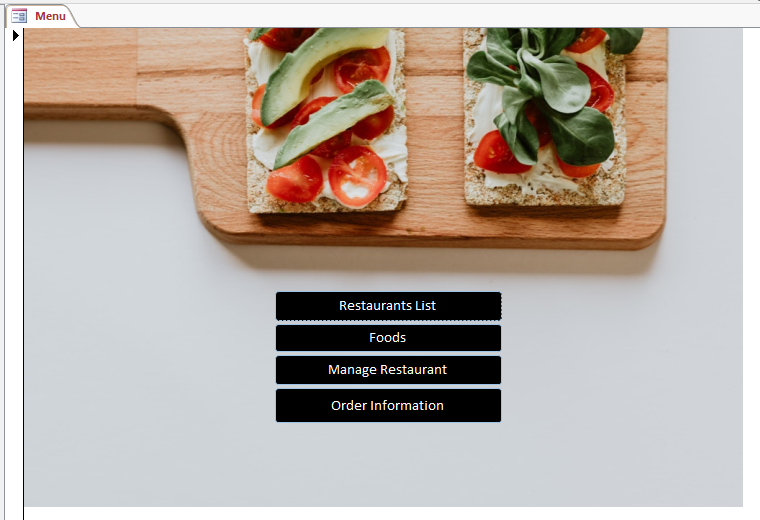 Menu
Restaurants List
Foods
Manage Restaurant
Order Information